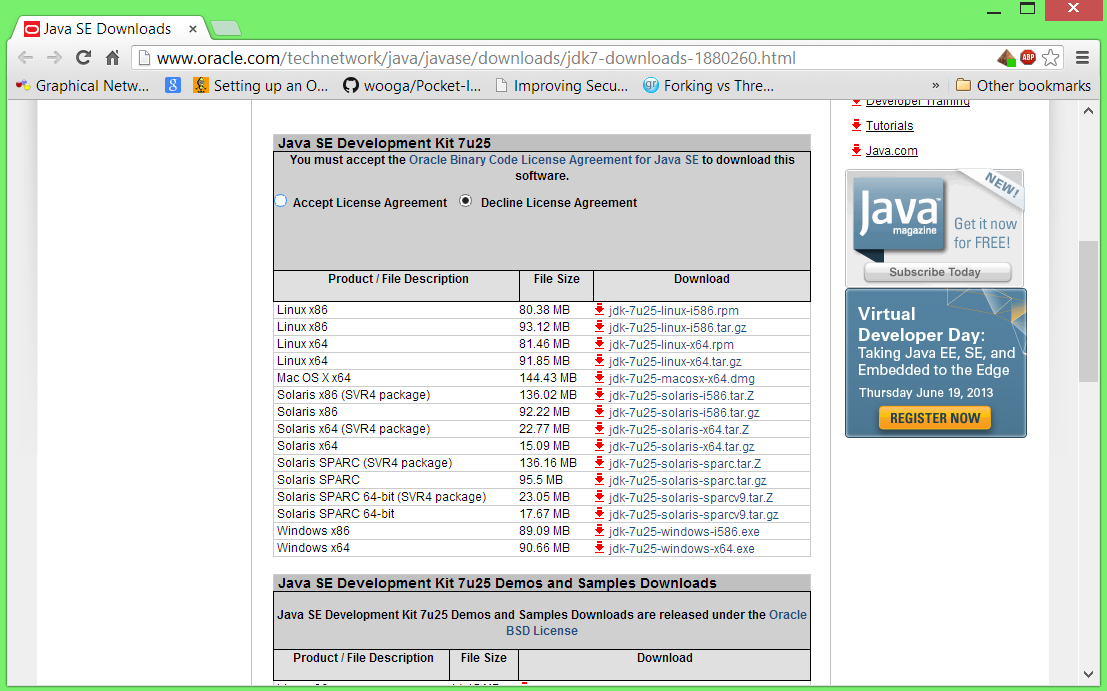 Java SE Downloads
www.oracle.com/technetwork/java/javase/downloads/jdk7-downloads-1880260.html
ABP
Graphical Netw...
Setting up an O...
wooga/Pocket-I...
Improving Secu...
Forking vs Thre...
»
Other bookmarks
Developer Training
Tutorials
Java.com
Java SE Development Kit 7u25
You must accept the Oracle Binary Code License Agreement for Java SE to download this
software.
Accept License Agreement Decline License Agreement
Product / File Description File Size Download
Linux x86 80.38 MB jdk-7u25-linux-i586.rpm
Linux x86 93.12 MB jdk-7u25-linux-i586.tar.gz
Linux x64 81.46 MB jdk-7u25-linux-x64.rpm
Linux x64 91.85 MB jdk-7u25-linux-x64.tar.gz
Mac OS X x64 144.43 MB jdk-7u25-macosx-x64.dmg
Solaris x86 (SVR4 package) 136.02 MB jdk-7u25-solaris-i586.tar.Z
Solaris x86 92.22 MB jdk-7u25-solaris-i586.tar.gz
Solaris x64 (SVR4 package) 22.77 MB jdk-7u25-solaris-x64.tar.Z
Solaris x64 15.09 MB jdk-7u25-solaris-x64.tar.gz
Solaris SPARC (SVR4 package) 136.16 MB jdk-7u25-solaris-sparc.tar.Z
Solaris SPARC 95.5 MB jdk-7u25-solaris-sparc.tar.gz
Solaris SPARC 64-bit (SVR4 package) 23.05 MB jdk-7u25-solaris-sparcv9.tar.Z
Solaris SPARC 64-bit 17.67 MB jdk-7u25-solaris-sparcv9.tar.gz
Windows x86 89.09 MB jdk-7u25-windows-i586.exe
Windows x64 90.66 MB jdk-7u25-windows-x64.exe
Java SE Development Kit 7u25 Demos and Samples Downloads
Java SE Development Kit 7u25 Demos and Samples Downloads are released under the Oracle
BSD License
Product / File Description File Size Download
NEW!
Java
magazine
Get it now
for FREE!
Subscribe Today
Virtual
Developer Day:
Taking Java EE, SE, and
Embedded to the Edge
Thursday June 19, 2013
REGISTER NOW